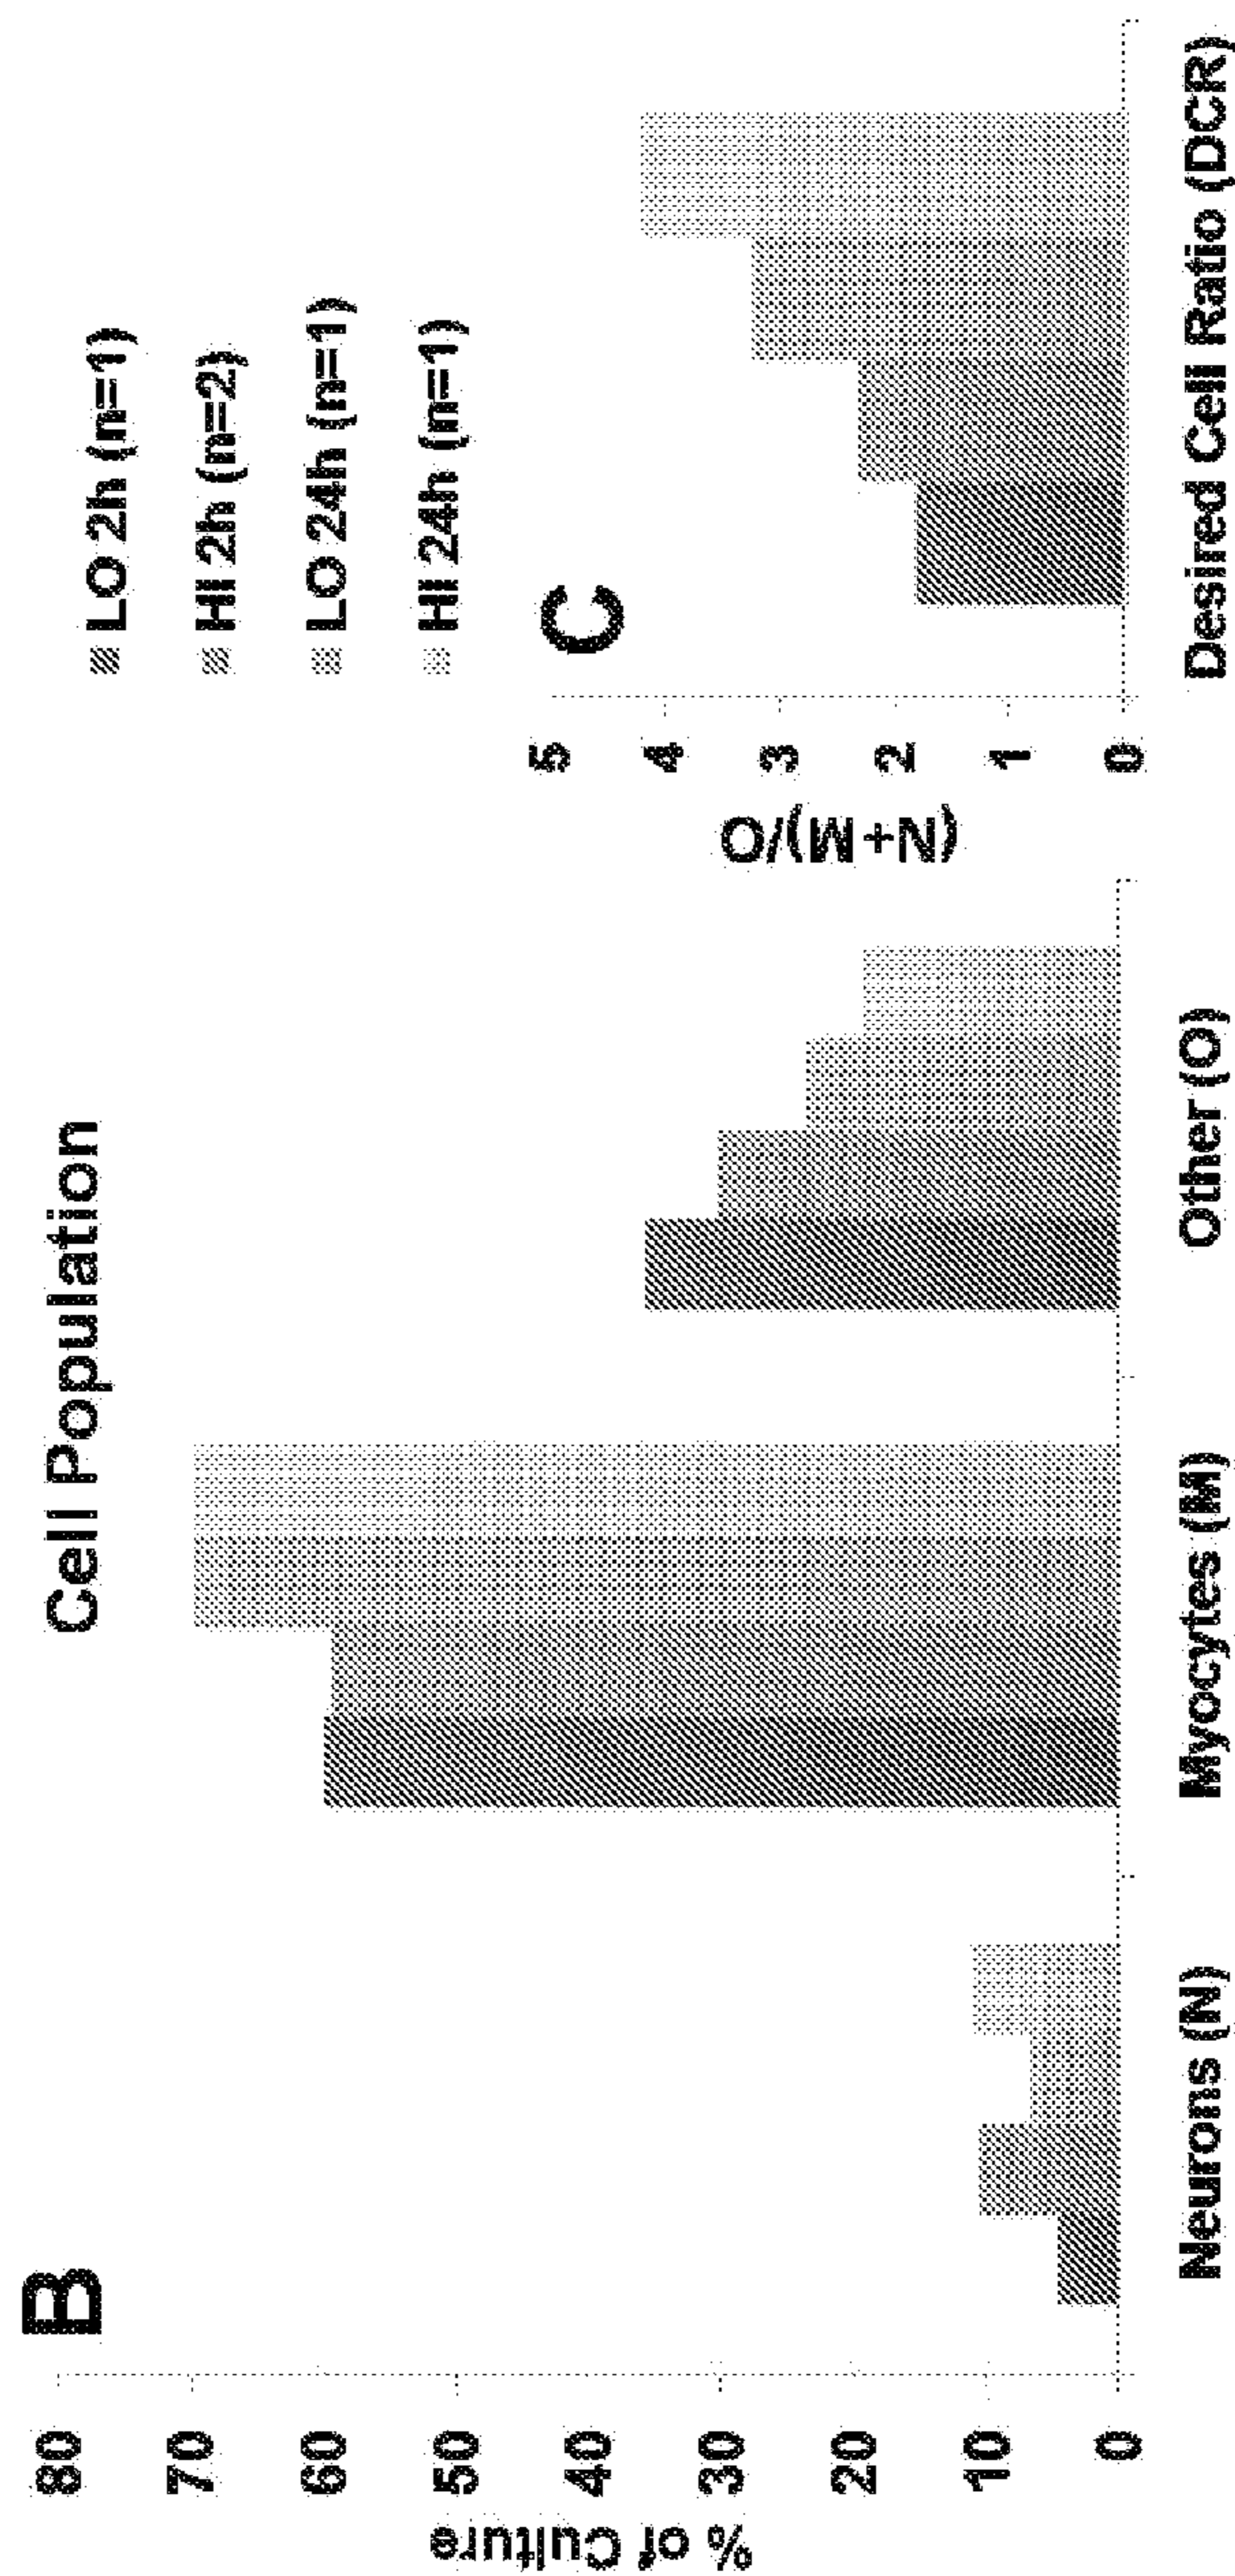 B
Cell Population
LO 2h (n=1)
HI 2h (n=2)
LO 24h (n=1)
HI 24h (n=1)
% of Culture
80
70
60
50
40
30
20
10
0
Neurons (N)
Myocytes (M)
Other (O)
C
(N+M)/O
5
4
3
2
1
0
Desired Cell Ratio (DCR)